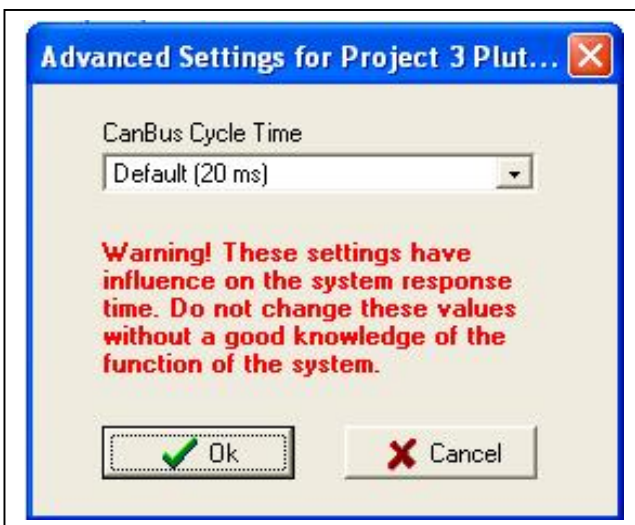 Advanced Settings for Project 3 Plut...
CanBus Cycle Time
Default (20 ms)
Warning! These settings have
influence on the system response
time. Do not change these values
without a good knowledge of the
function of the system.
Ok
Cancel